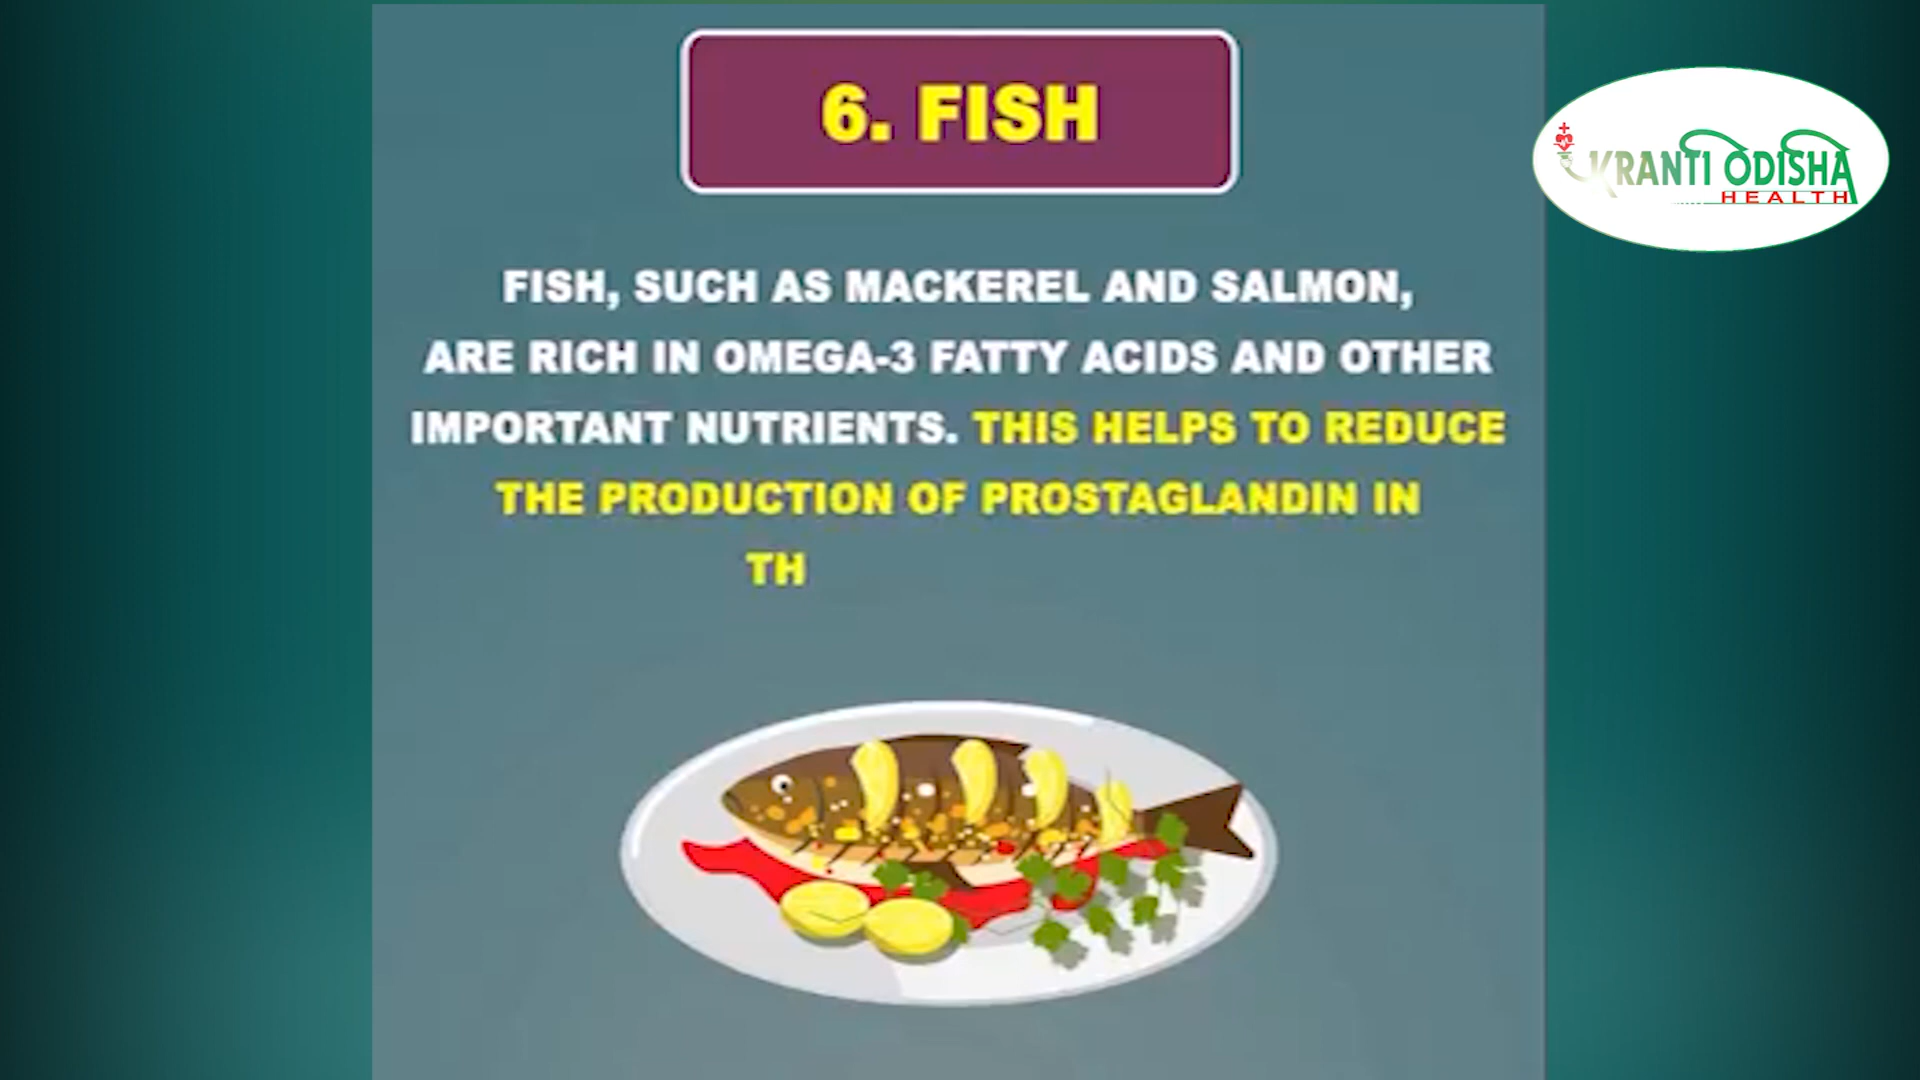 6. FISH
KRANTI ODISHA
HEALTH
FISH, SUCH AS MACKEREL AND SALMON,
ARE RICH IN OMEGA-3 FATTY ACIDS AND OTHER
IMPORTANT NUTRIENTS. THIS HELPS TO REDUCE
THE PRODUCTION OF PROSTAGLANDIN IN
TH